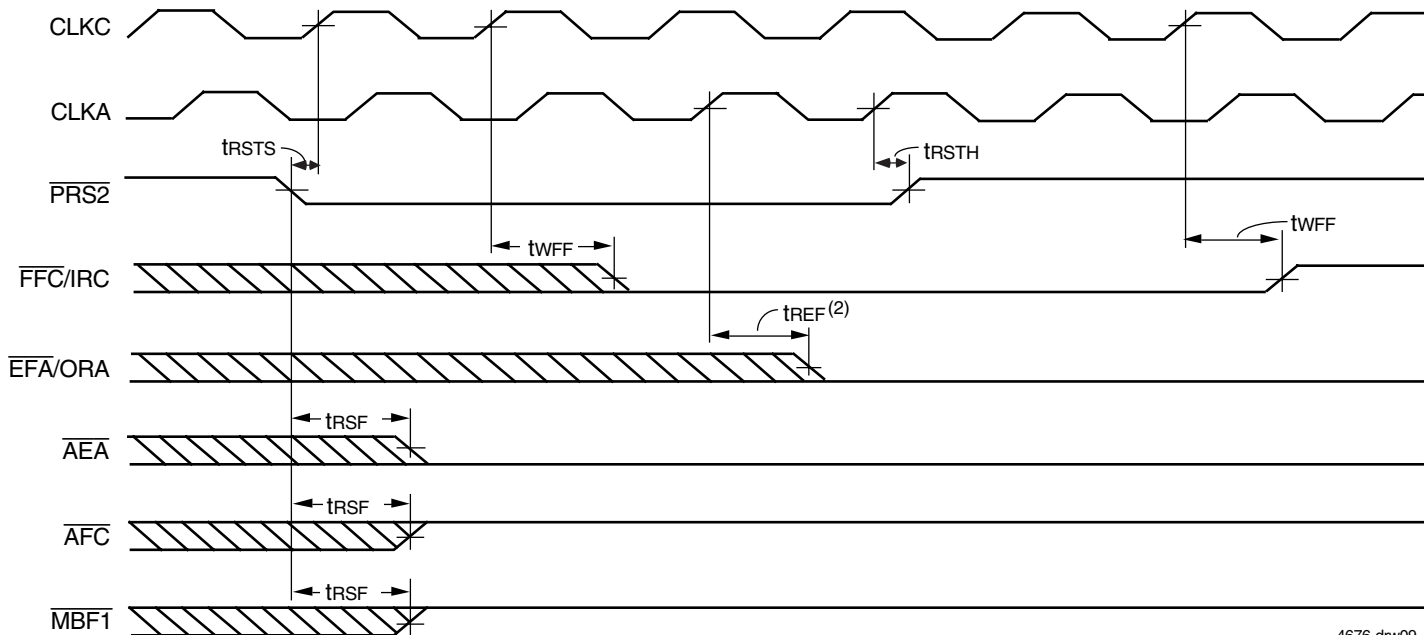 CLKC
CLKA
tRSTS
tRSTH
PRS2
tWFF
tWFF
FFC/IRC
tREF(2)
EFA/ORA
tRSF
AEA
tRSF
AFC
tRSF
MBF1